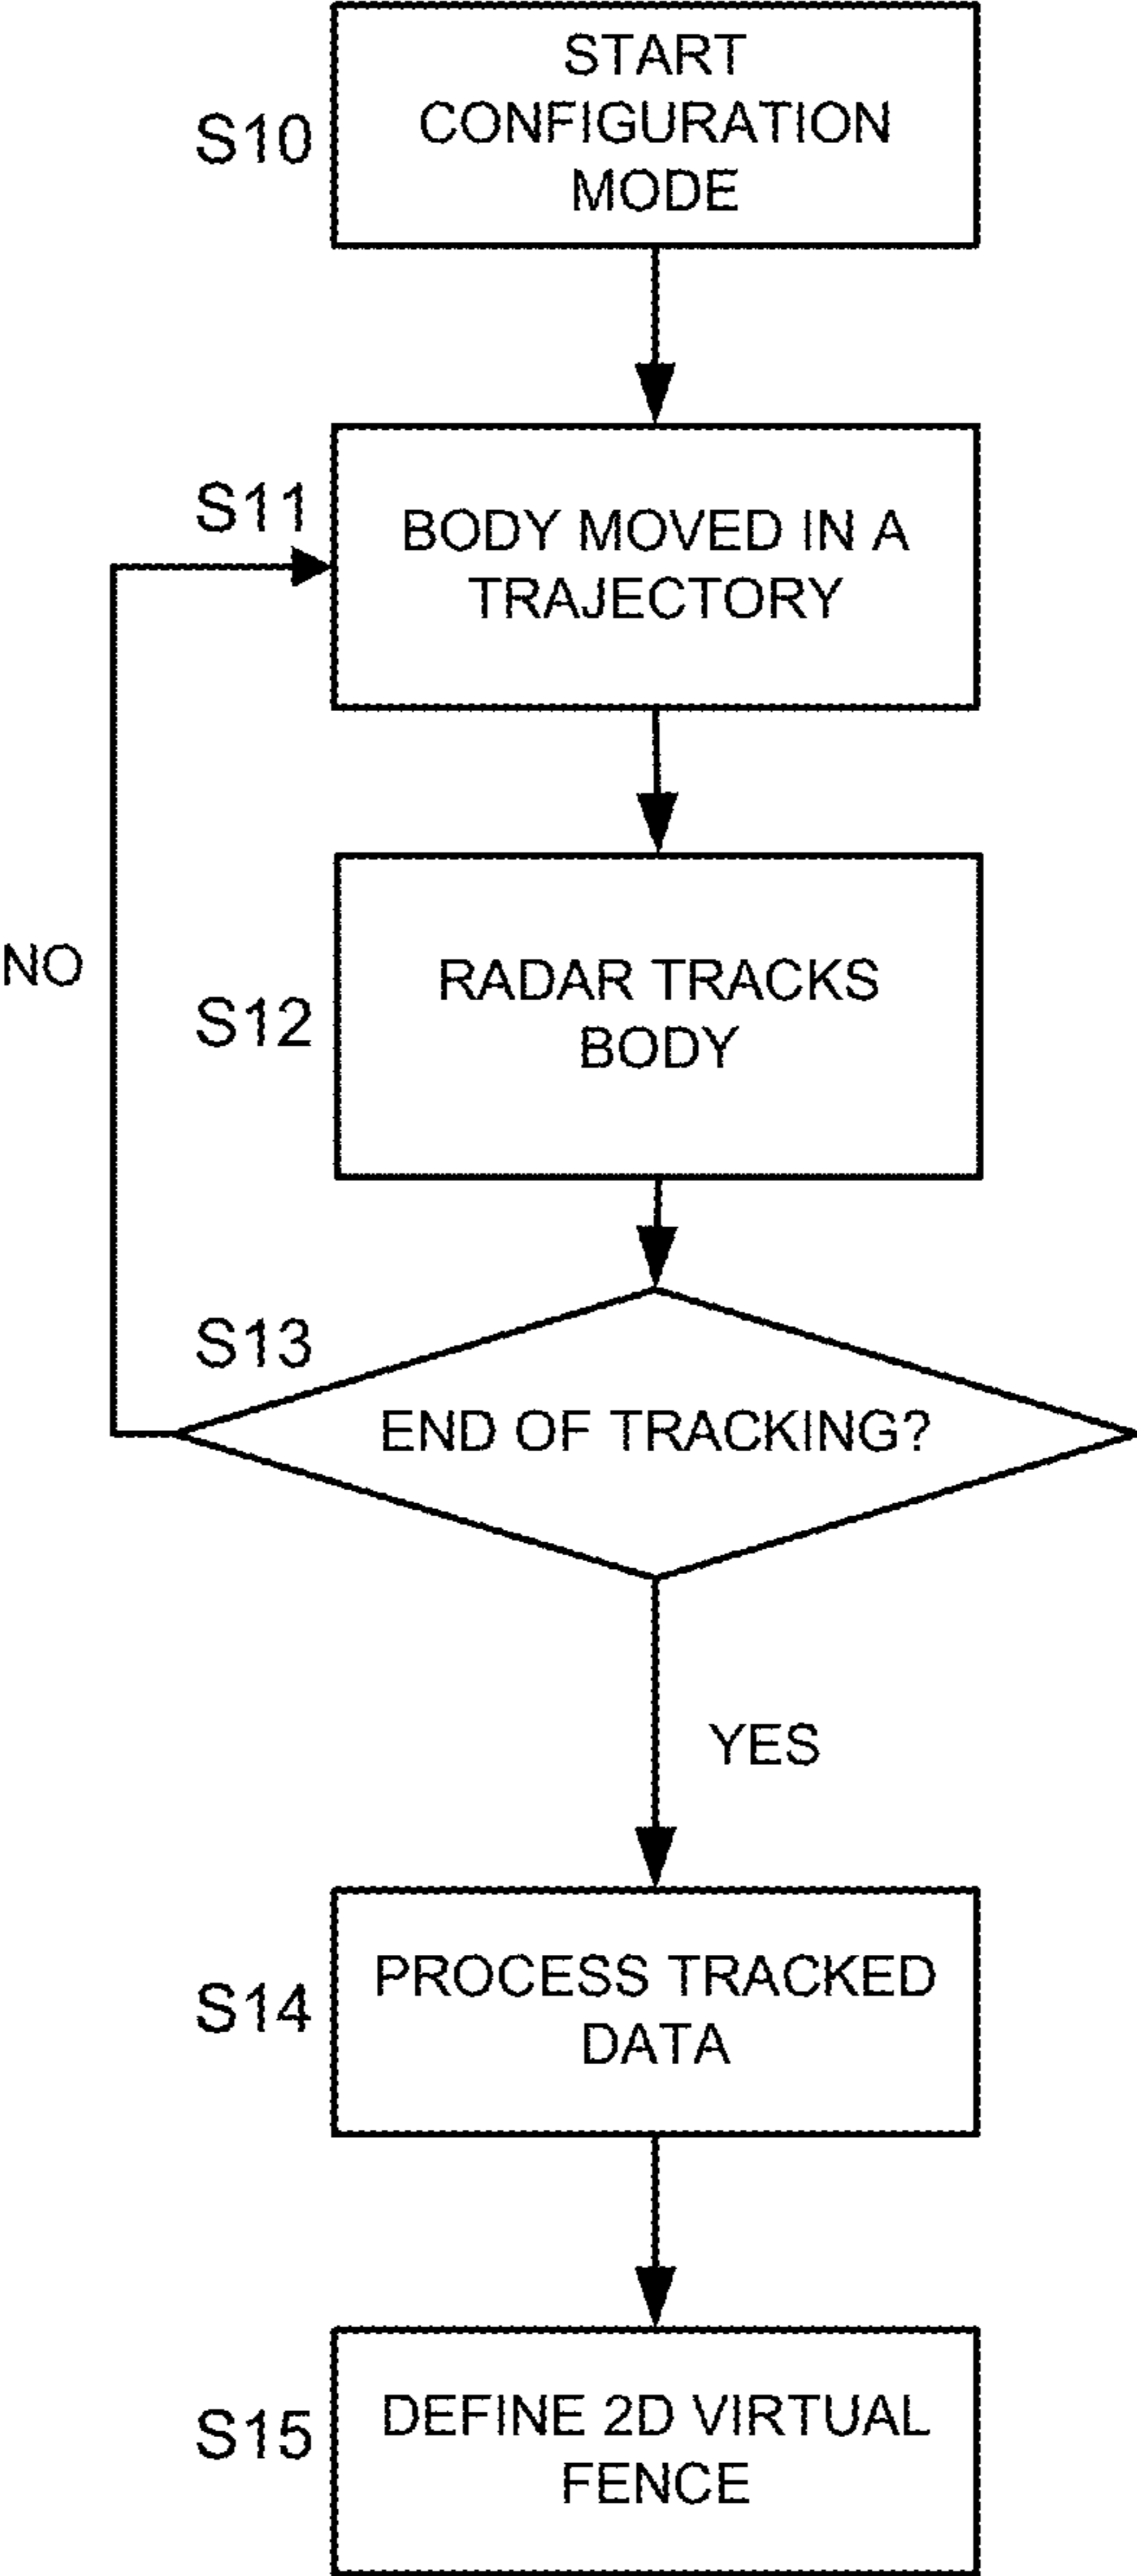 START
CONFIGURATION
MODE
S10
S11
BODY MOVED IN A
TRAJECTORY
NO
S12
RADAR TRACKS
BODY
S13
END OF TRACKING?
YES
S14
PROCESS TRACKED
DATA
S15
DEFINE 2D VIRTUAL
FENCE